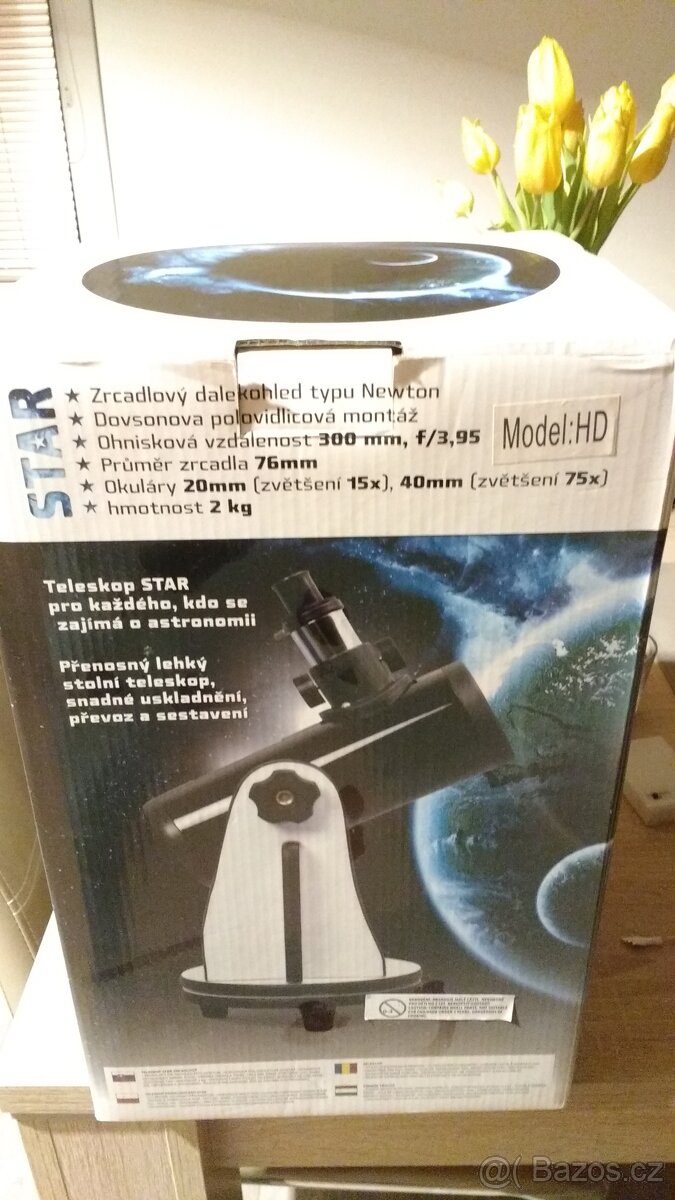 STAR
★ Zrcadlový dalekohled typu Newton
★ Dovsonova polovidlicová montáž
★ Ohnisková vzdálenost 300 mm, f/3,95
★ Průměr zrcadla 76mm
★ Okuláry 20mm (zvětšení 15x), 40mm (zvětšení 75x)
★ hmotnost 2 kg
Model:HD
Teleskop STAR
pro každého, kdo se
zajímá o astronomii
Přenosný lehký
stolní teleskop,
snadné uskladnění,
převoz a sestavení
@( Bazos.cz